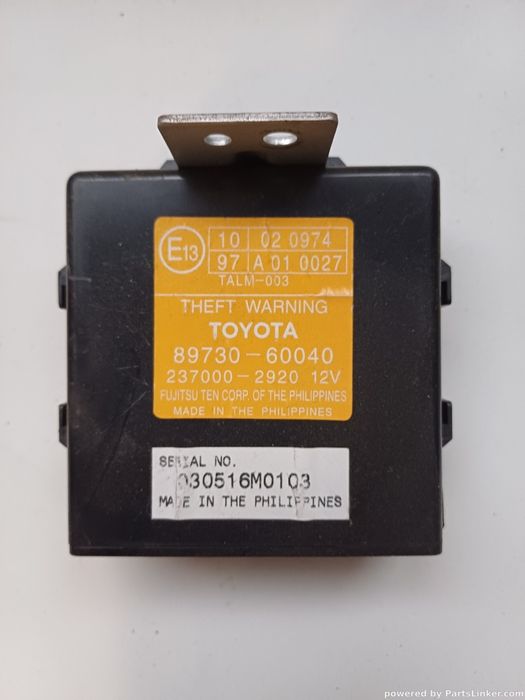 E13
10 02 0974
97 A 01 0027
TALM-003
THEFT WARNING
TOYOTA
89730-60040
237000-2920 12V
FUJITSU TEN CORP. OF THE PHILIPPINES
MADE IN THE PHILIPPINES
SERIAL NO.
030516M0103
MADE IN THE PHILIPPINES
powered by PartsLinker.com